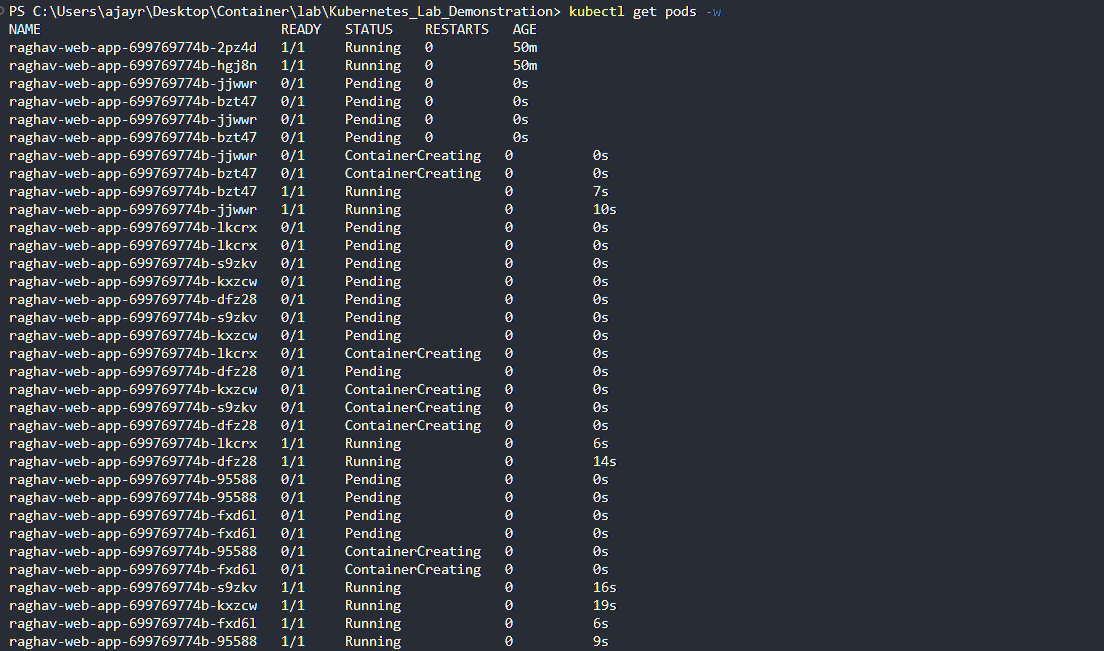 PS C:\Users\ajayr\Desktop\Container\lab\Kubernetes_Lab_Demonstration> kubectl get pods -w
NAME READY STATUS RESTARTS AGE
raghav-web-app-699769774b-2pz4d 1/1 Running 0 50m
raghav-web-app-699769774b-hgj8n 1/1 Running 0 50m
raghav-web-app-699769774b-jjwwr 0/1 Pending 0 0s
raghav-web-app-699769774b-bzt47 0/1 Pending 0 0s
raghav-web-app-699769774b-jjwwr 0/1 Pending 0 0s
raghav-web-app-699769774b-bzt47 0/1 Pending 0 0s
raghav-web-app-699769774b-jjwwr 0/1 ContainerCreating 0 0s
raghav-web-app-699769774b-bzt47 0/1 ContainerCreating 0 0s
raghav-web-app-699769774b-bzt47 1/1 Running 0 7s
raghav-web-app-699769774b-jjwwr 1/1 Running 0 10s
raghav-web-app-699769774b-lkcrx 0/1 Pending 0 0s
raghav-web-app-699769774b-lkcrx 0/1 Pending 0 0s
raghav-web-app-699769774b-s9zkv 0/1 Pending 0 0s
raghav-web-app-699769774b-kxzcw 0/1 Pending 0 0s
raghav-web-app-699769774b-dfz28 0/1 Pending 0 0s
raghav-web-app-699769774b-s9zkv 0/1 Pending 0 0s
raghav-web-app-699769774b-kxzcw 0/1 Pending 0 0s
raghav-web-app-699769774b-lkcrx 0/1 ContainerCreating 0 0s
raghav-web-app-699769774b-dfz28 0/1 Pending 0 0s
raghav-web-app-699769774b-kxzcw 0/1 ContainerCreating 0 0s
raghav-web-app-699769774b-s9zkv 0/1 ContainerCreating 0 0s
raghav-web-app-699769774b-dfz28 0/1 ContainerCreating 0 0s
raghav-web-app-699769774b-lkcrx 1/1 Running 0 6s
raghav-web-app-699769774b-dfz28 1/1 Running 0 14s
raghav-web-app-699769774b-95588 0/1 Pending 0 0s
raghav-web-app-699769774b-95588 0/1 Pending 0 0s
raghav-web-app-699769774b-fxd6l 0/1 Pending 0 0s
raghav-web-app-699769774b-fxd6l 0/1 Pending 0 0s
raghav-web-app-699769774b-95588 0/1 ContainerCreating 0 0s
raghav-web-app-699769774b-fxd6l 0/1 ContainerCreating 0 0s
raghav-web-app-699769774b-s9zkv 1/1 Running 0 16s
raghav-web-app-699769774b-kxzcw 1/1 Running 0 19s
raghav-web-app-699769774b-fxd6l 1/1 Running 0 6s
raghav-web-app-699769774b-95588 1/1 Running 0 9s